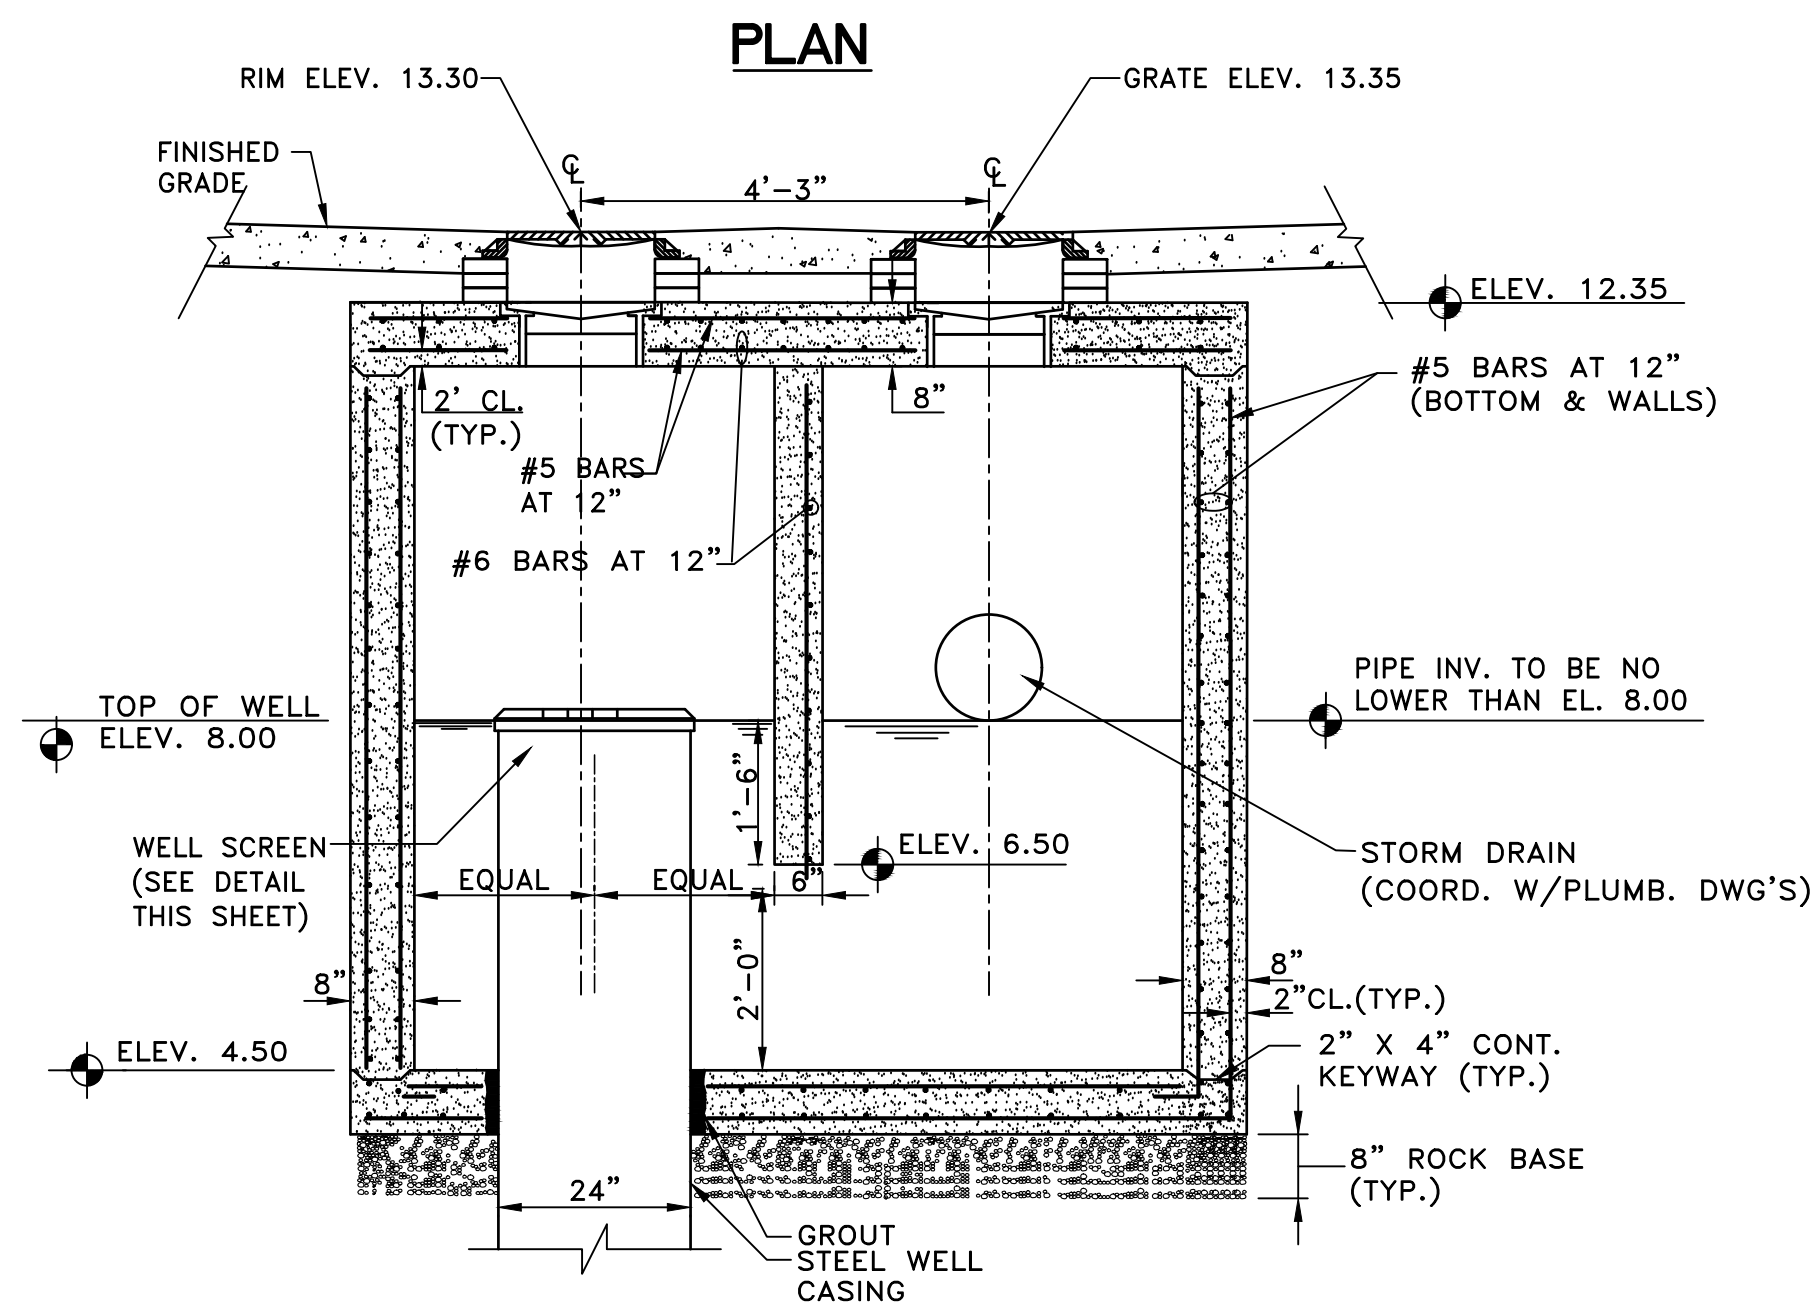 PLAN
RIM ELEV. 13.30
GRATE ELEV. 13.35
FINISHED
GRADE
℄
℄
4'-3"
ELEV. 12.35
#5 BARS AT 12"
(BOTTOM & WALLS)
2' CL.
(TYP.)
8"
#5 BARS
AT 12"
#6 BARS AT 12"
PIPE INV. TO BE NO
LOWER THAN EL. 8.00
TOP OF WELL
ELEV. 8.00
1'-6"
ELEV. 6.50
WELL SCREEN
(SEE DETAIL
THIS SHEET)
EQUAL
EQUAL
6"
STORM DRAIN
(COORD. W/PLUMB. DWG'S)
2'-0"
8"
8"
2"CL.(TYP.)
ELEV. 4.50
2" X 4" CONT.
KEYWAY (TYP.)
8" ROCK BASE
(TYP.)
24"
GROUT
STEEL WELL
CASING